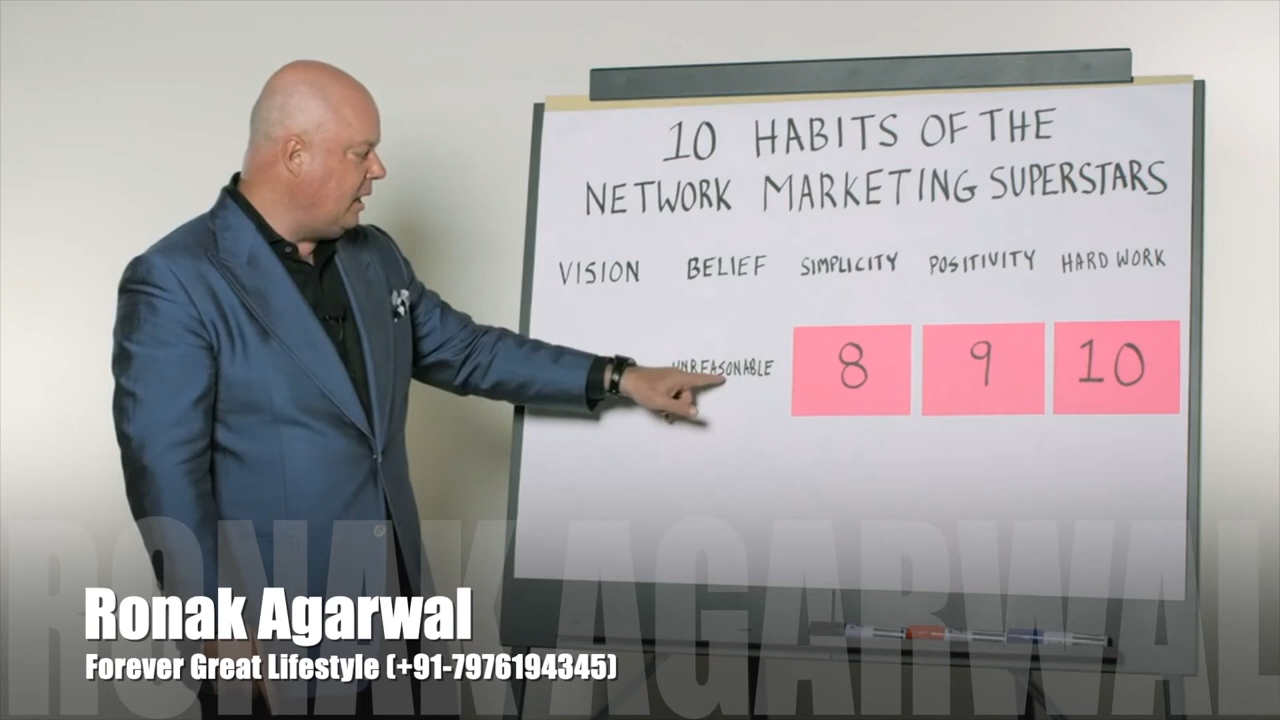 10 HABITS OF THE
NETWORK MARKETING SUPERSTARS
VISION BELIEF SIMPLICITY POSITIVITY HARD WORK
UNREASONABLE 8 9 10
RONAK AGARWAL
Ronak Agarwal
Forever Great Lifestyle (+91-7976194345)